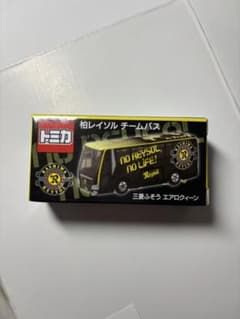 トミカ
柏レイソル チームバス
NO REYSOL,
NO LIFE!
Reysol
三菱ふそう エアロクィーン